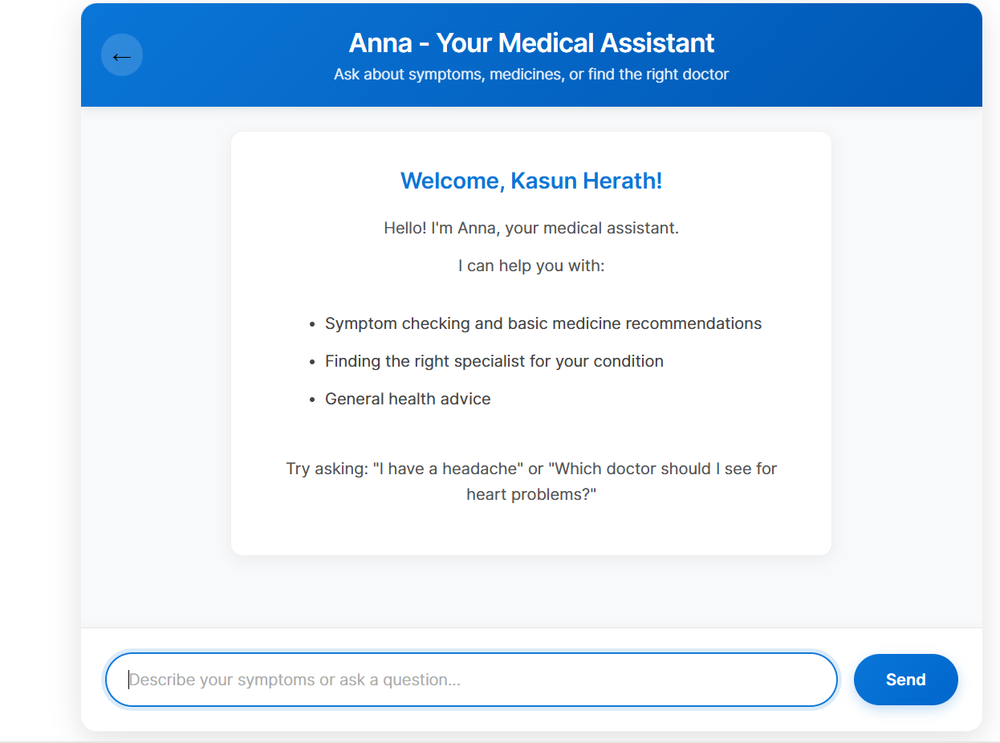 ←
Anna - Your Medical Assistant
Ask about symptoms, medicines, or find the right doctor
Welcome, Kasun Herath!
Hello! I'm Anna, your medical assistant.
I can help you with:
• Symptom checking and basic medicine recommendations
• Finding the right specialist for your condition
• General health advice
Try asking: "I have a headache" or "Which doctor should I see for
heart problems?"
Describe your symptoms or ask a question...
Send